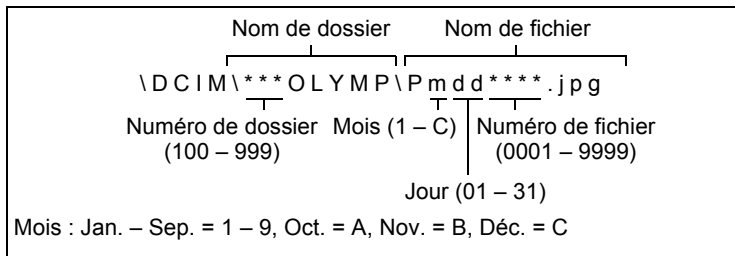 Nom de dossier Nom de fichier
\DCIM\***OLYMP\Pmdd****.jpg
Numéro de dossier Mois (1 – C) Numéro de fichier
(100 – 999) (0001 – 9999)
Jour (01 – 31)
Mois : Jan. – Sep. = 1 – 9, Oct. = A, Nov. = B, Déc. = C